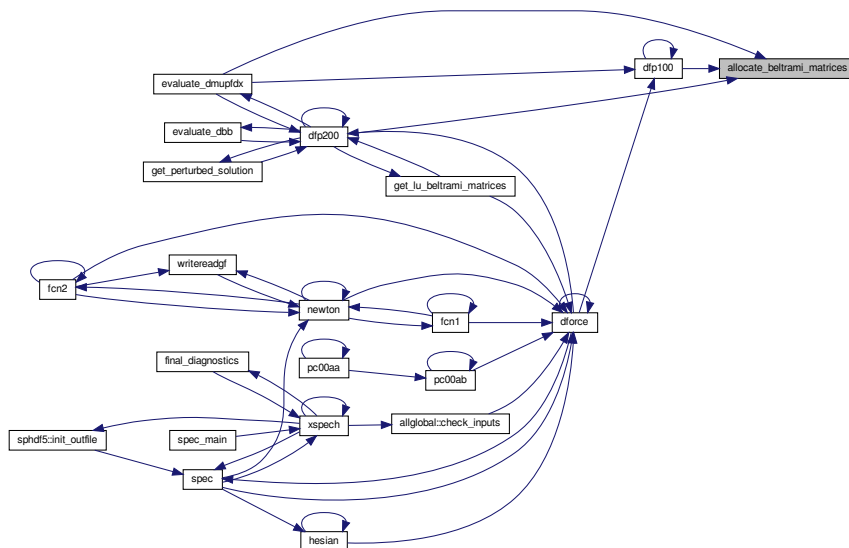 dfp100
allocate_beltrami_matrices
evaluate_dmupfdx
evaluate_dbb
dfp200
get_perturbed_solution
get_lu_beltrami_matrices
writereadgf
fcn2
newton
fcn1
dforce
final_diagnostics
pc00aa
pc00ab
xspech
allglobal::check_inputs
sphdf5::init_outfile
spec_main
spec
hesian